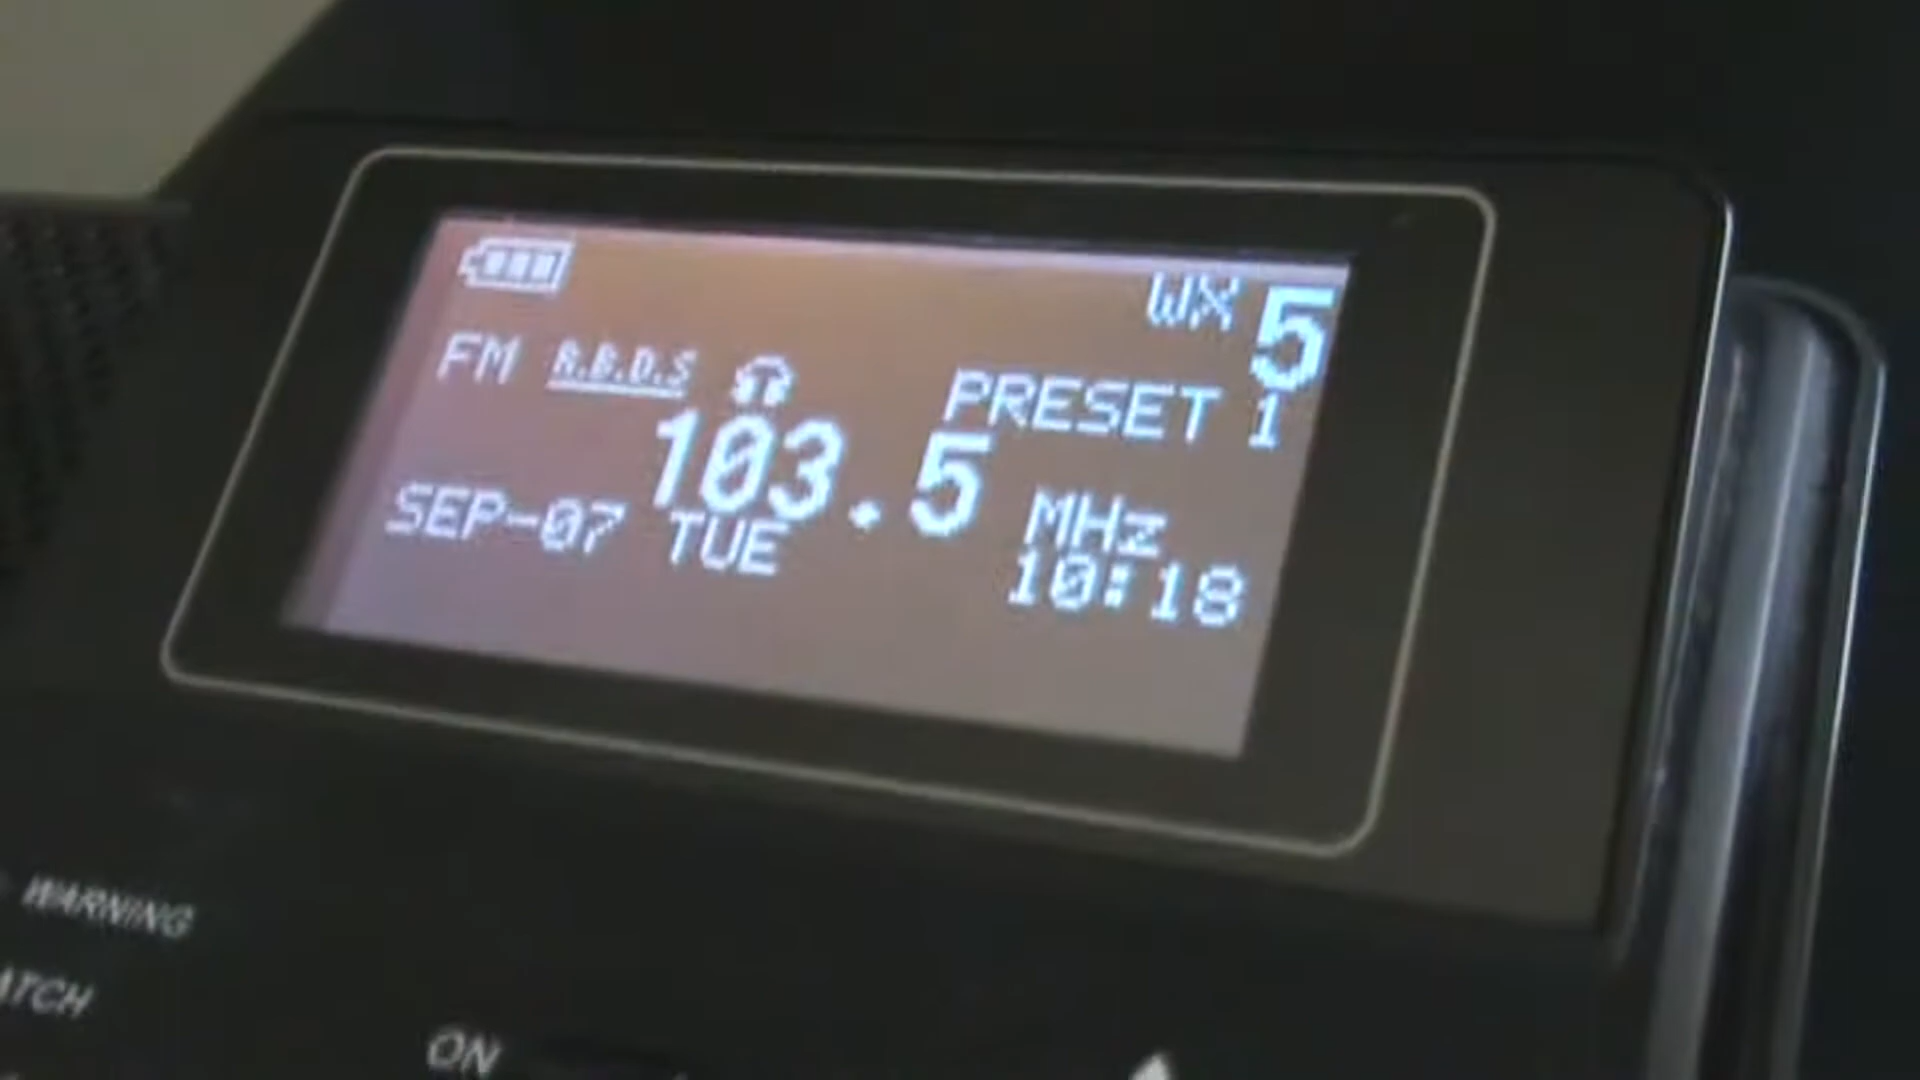 WX 5
FM R.B.D.S PRESET 1
103.5 MHz
SEP-07 TUE 10:18
WARNING
ATCH
ON